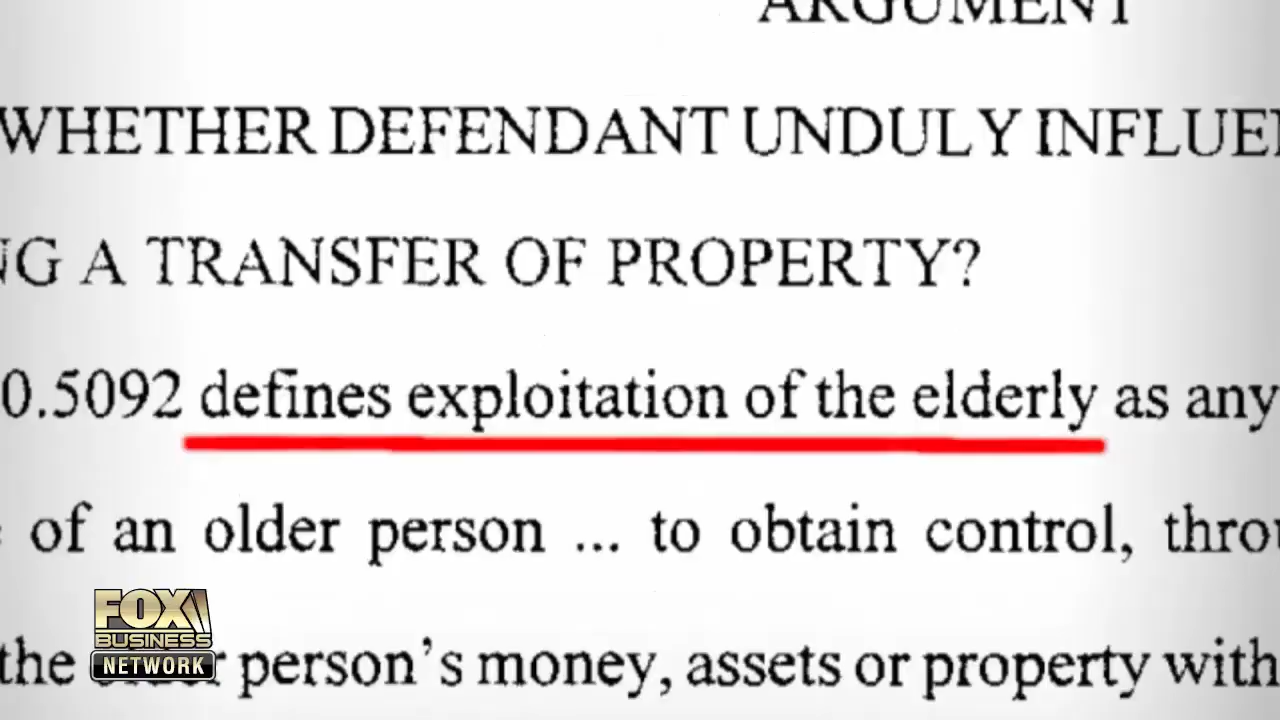 ARGUMENT
WHETHER DEFENDANT UNDULY INFLUE
NG A TRANSFER OF PROPERTY?
0.5092 defines exploitation of the elderly as any
of an older person ... to obtain control, throu
the person's money, assets or property with
FOX
BUSINESS
NETWORK